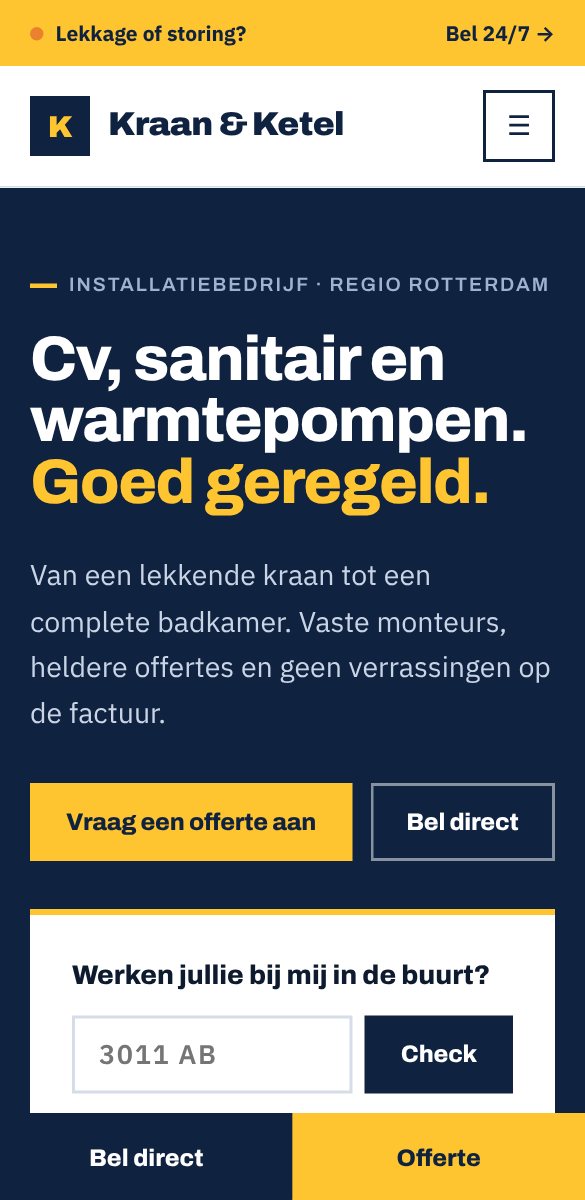 Lekkage of storing? Bel 24/7 →
K Kraan & Ketel ☰
INSTALLATIEBEDRIJF · REGIO ROTTERDAM
Cv, sanitair en
warmtepompen.
Goed geregeld.
Van een lekkende kraan tot een
complete badkamer. Vaste monteurs,
heldere offertes en geen verrassingen op
de factuur.
Vraag een offerte aan Bel direct
Werken jullie bij mij in de buurt?
3011 AB Check
Bel direct Offerte